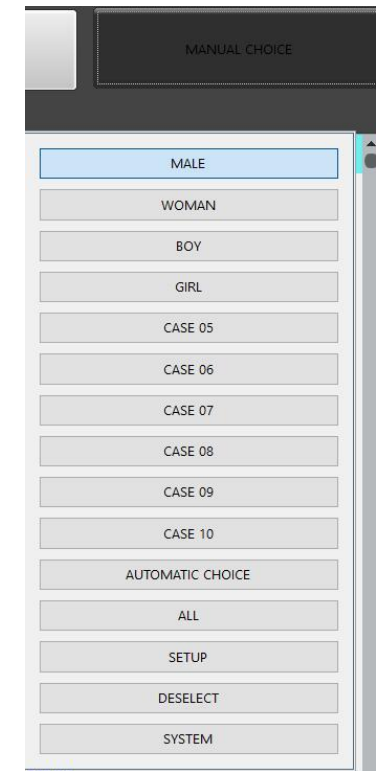 MANUAL CHOICE
MALE
WOMAN
BOY
GIRL
CASE 05
CASE 06
CASE 07
CASE 08
CASE 09
CASE 10
AUTOMATIC CHOICE
ALL
SETUP
DESELECT
SYSTEM